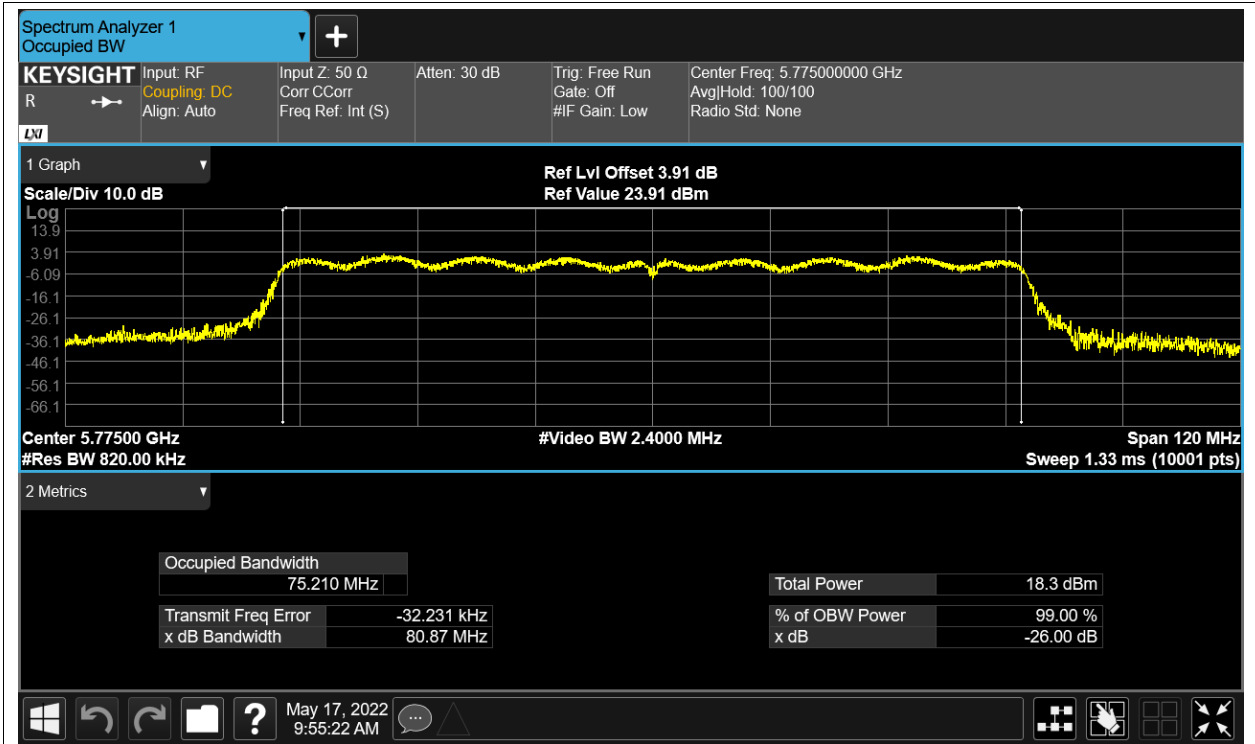 Spectrum Analyzer 1
Occupied BW
KEYSIGHT
R
LXI
Input: RF
Coupling: DC
Align: Auto
Input Z: 50 Ω
Corr CCorr
Freq Ref: Int (S)
Atten: 30 dB
Trig: Free Run
Gate: Off
#IF Gain: Low
Center Freq: 5.775000000 GHz
Avg|Hold: 100/100
Radio Std: None
1 Graph
Scale/Div 10.0 dB
Ref Lvl Offset 3.91 dB
Ref Value 23.91 dBm
Log
13.9
3.91
-6.09
-16.1
-26.1
-36.1
-46.1
-56.1
-66.1
Center 5.77500 GHz
#Res BW 820.00 kHz
#Video BW 2.4000 MHz
Span 120 MHz
Sweep 1.33 ms (10001 pts)
2 Metrics
Occupied Bandwidth
75.210 MHz
Transmit Freq Error -32.231 kHz
x dB Bandwidth 80.87 MHz
Total Power 18.3 dBm
% of OBW Power 99.00 %
x dB -26.00 dB
?
May 17, 2022
9:55:22 AM